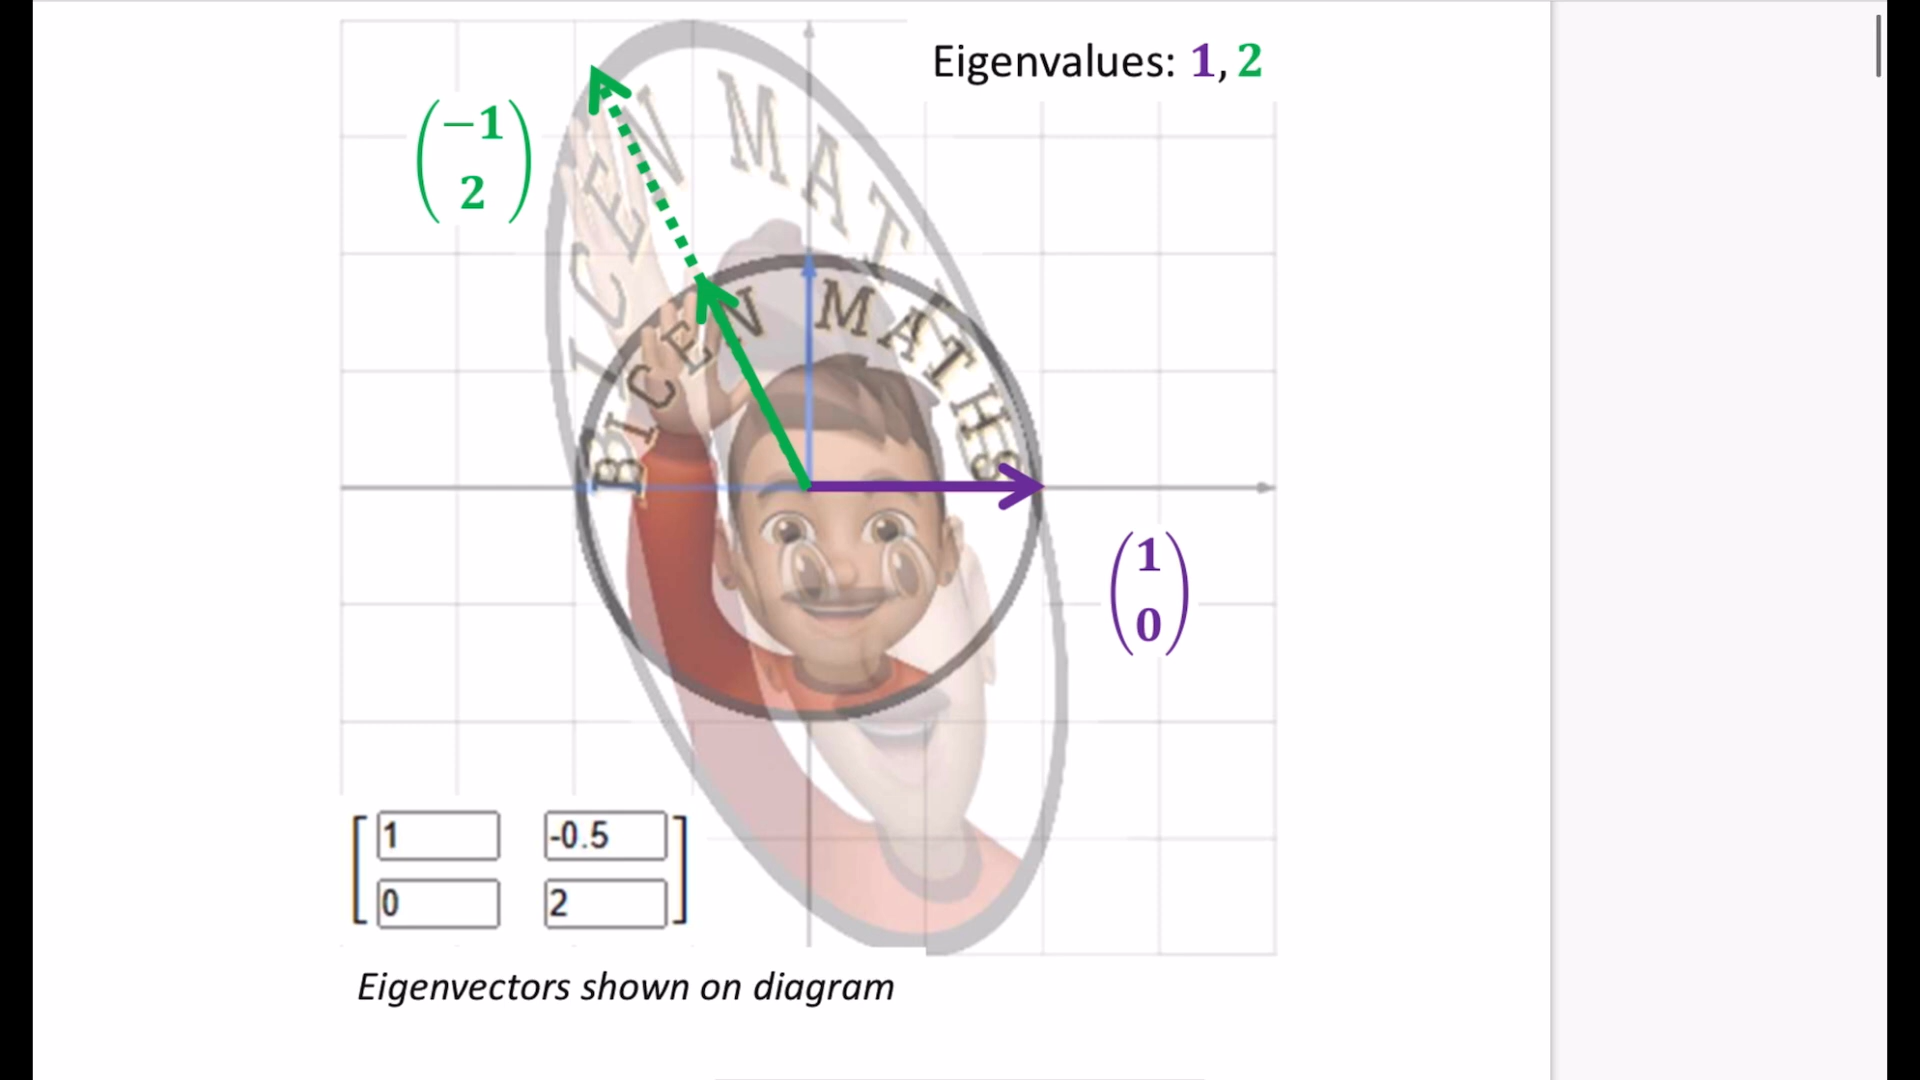 Eigenvalues: 1, 2
(−1
2)
BICEN MATHS
BICEN MATH
(1
0)
[1 -0.5
0 2]
Eigenvectors shown on diagram